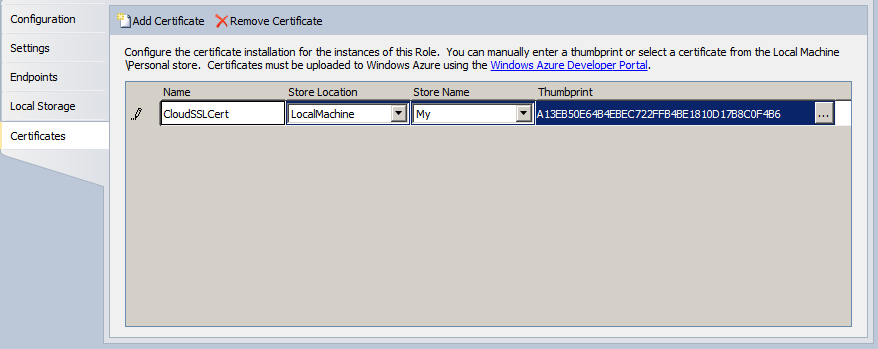 Configuration
Settings
Endpoints
Local Storage
Certificates
Add Certificate Remove Certificate
Configure the certificate installation for the instances of this Role. You can manually enter a thumbprint or select a certificate from the Local Machine
\Personal store. Certificates must be uploaded to Windows Azure using the Windows Azure Developer Portal.
Name Store Location Store Name Thumbprint
CloudSSLCert LocalMachine My A13EB50E64B4EBEC722FFB4BE1810D17B8C0F4B6 ...